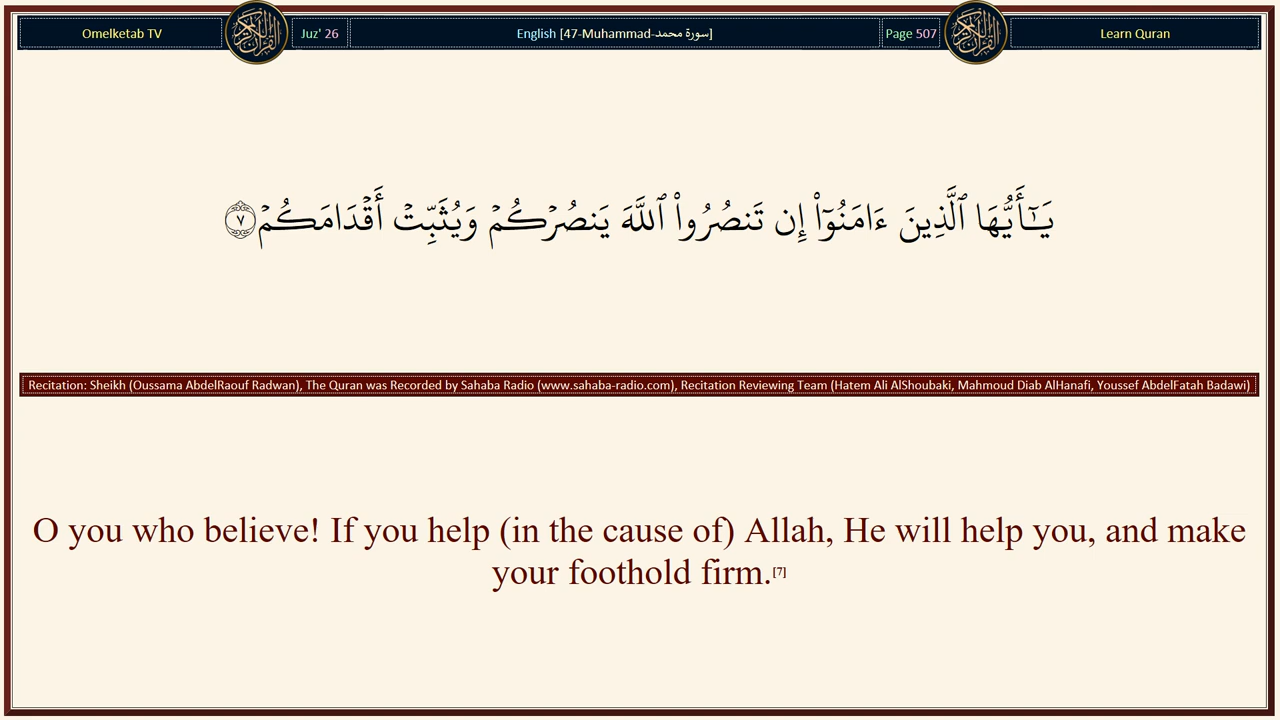 Omelketab TV
Juz' 26
English [47-Muhammad-سورة محمد]
Page 507
Learn Quran
يَـٰٓأَيُّهَا ٱلَّذِينَ ءَامَنُوٓا۟ إِن تَنصُرُوا۟ ٱللَّهَ يَنصُرْكُمْ وَيُثَبِّتْ أَقْدَامَكُمْ ٧
Recitation: Sheikh (Oussama AbdelRaouf Radwan), The Quran was Recorded by Sahaba Radio (www.sahaba-radio.com), Recitation Reviewing Team (Hatem Ali AlShoubaki, Mahmoud Diab AlHanafi, Youssef AbdelFatah Badawi)
O you who believe! If you help (in the cause of) Allah, He will help you, and make
your foothold firm.[7]